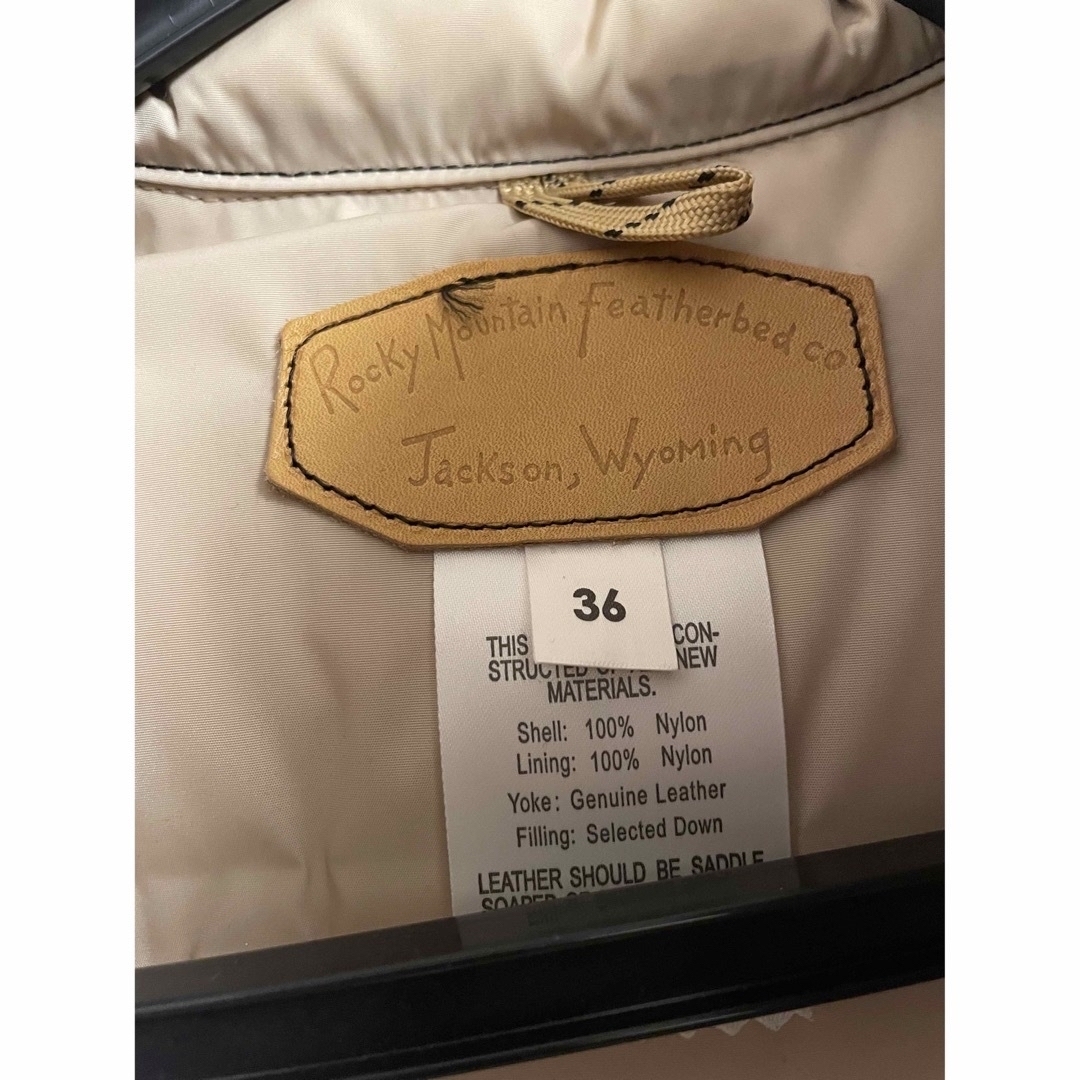 Rocky Mountain Featherbed co
Jackson, Wyoming
36
THIS CON-
STRUCTED NEW
MATERIALS.
Shell: 100% Nylon
Lining: 100% Nylon
Yoke: Genuine Leather
Filling: Selected Down
LEATHER SHOULD BE SADDLE
SOAPED